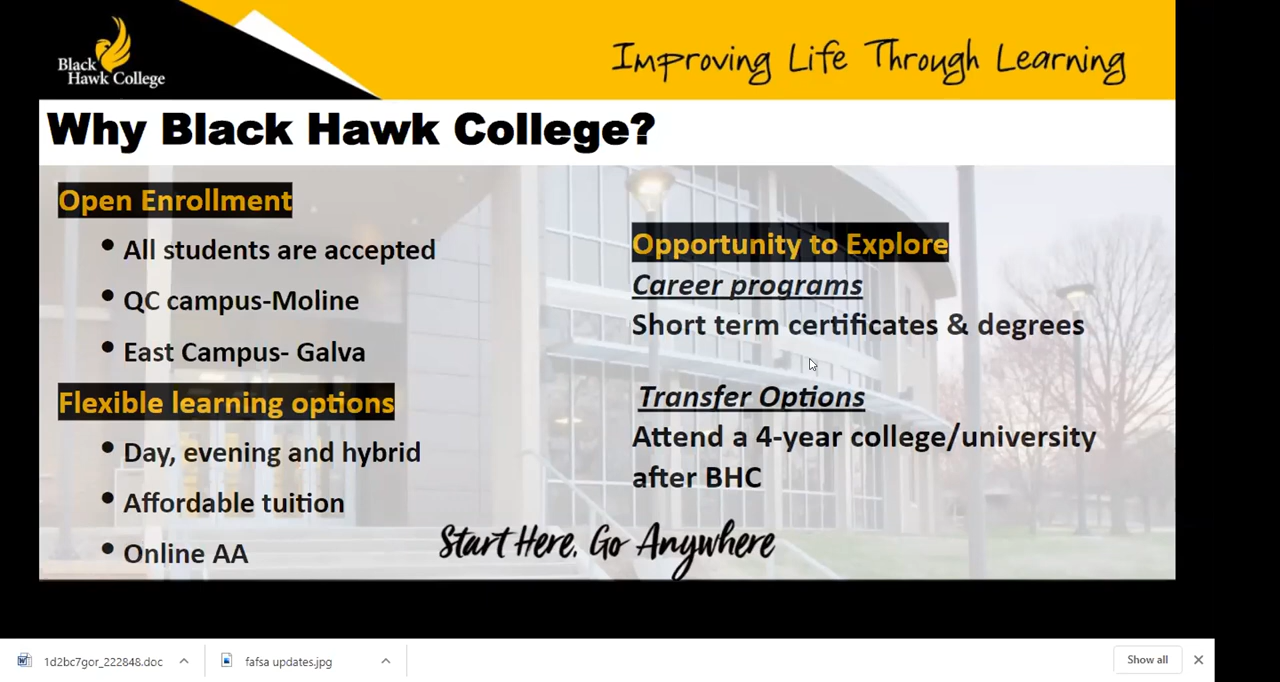 Black
Hawk College
Improving Life Through Learning
Why Black Hawk College?
Open Enrollment
• All students are accepted
• QC campus-Moline
• East Campus- Galva
Flexible learning options
• Day, evening and hybrid
• Affordable tuition
• Online AA
Opportunity to Explore
Career programs
Short term certificates & degrees
Transfer Options
Attend a 4-year college/university
after BHC
Start Here. Go Anywhere
1d2bc7gor_222848.doc
fafsa updates.jpg
Show all